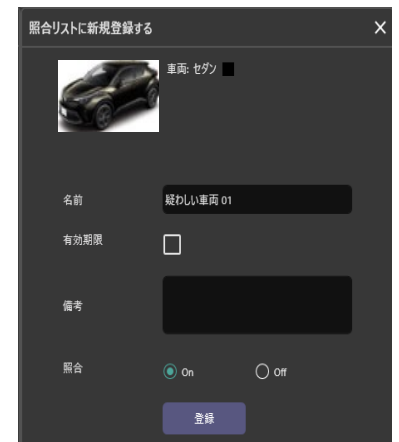 照合リストに新規登録する
車両: セダン
名前
疑わしい車両 01
有効期限
備考
照合
On
Off
登録